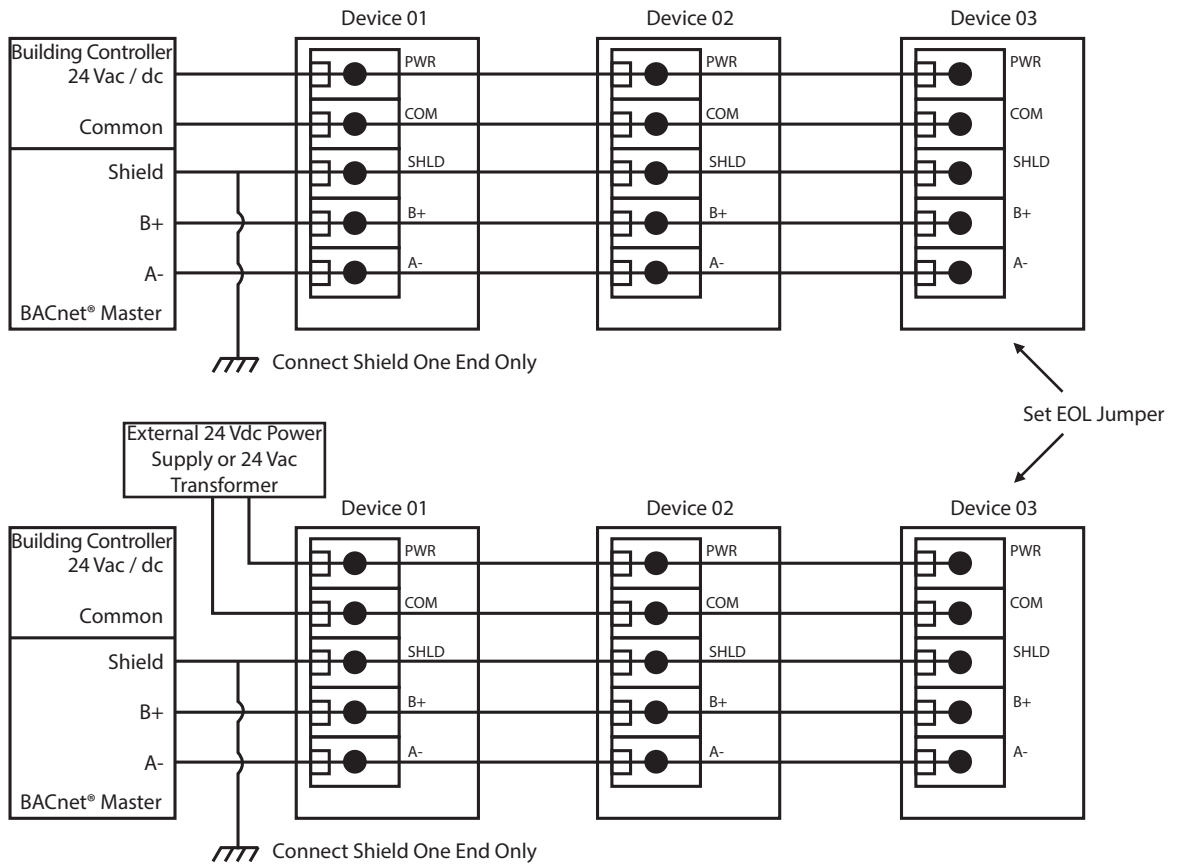 Device 01
Device 02
Device 03
Building Controller
24 Vac / dc
Common
Shield
B+
A-
BACnet® Master
PWR
COM
SHLD
B+
A-
PWR
COM
SHLD
B+
A-
PWR
COM
SHLD
B+
A-
Connect Shield One End Only
Set EOL Jumper
External 24 Vdc Power
Supply or 24 Vac
Transformer
Device 01
Device 02
Device 03
Building Controller
24 Vac / dc
Common
Shield
B+
A-
BACnet® Master
PWR
COM
SHLD
B+
A-
PWR
COM
SHLD
B+
A-
PWR
COM
SHLD
B+
A-
Connect Shield One End Only